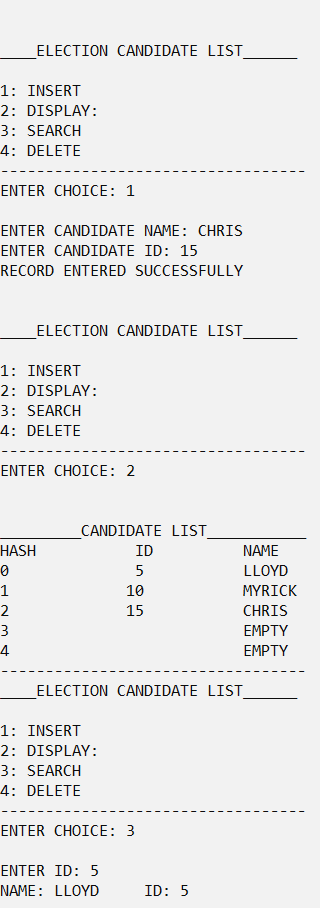 ____ELECTION CANDIDATE LIST______
1: INSERT
2: DISPLAY:
3: SEARCH
4: DELETE
----------------------------------
ENTER CHOICE: 1
ENTER CANDIDATE NAME: CHRIS
ENTER CANDIDATE ID: 15
RECORD ENTERED SUCCESSFULLY
____ELECTION CANDIDATE LIST______
1: INSERT
2: DISPLAY:
3: SEARCH
4: DELETE
----------------------------------
ENTER CHOICE: 2
_________CANDIDATE LIST___________
HASH           ID          NAME
0              5           LLOYD
1             10           MYRICK
2             15           CHRIS
3                          EMPTY
4                          EMPTY
----------------------------------
____ELECTION CANDIDATE LIST______
1: INSERT
2: DISPLAY:
3: SEARCH
4: DELETE
----------------------------------
ENTER CHOICE: 3
ENTER ID: 5
NAME: LLOYD     ID: 5